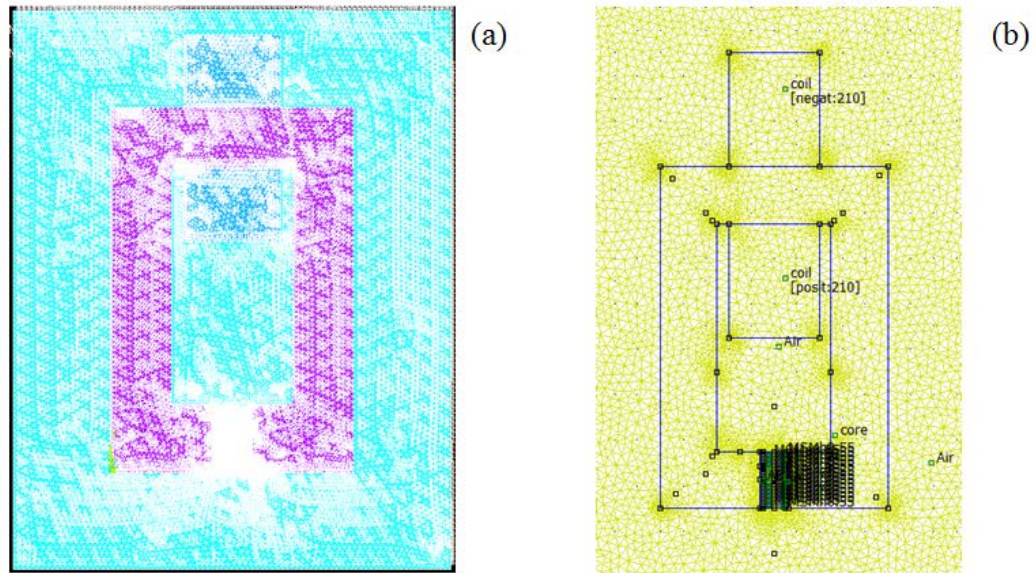 (a)
(b)
coil
[negat:210]
coil
[posit:210]
Air
core
Air